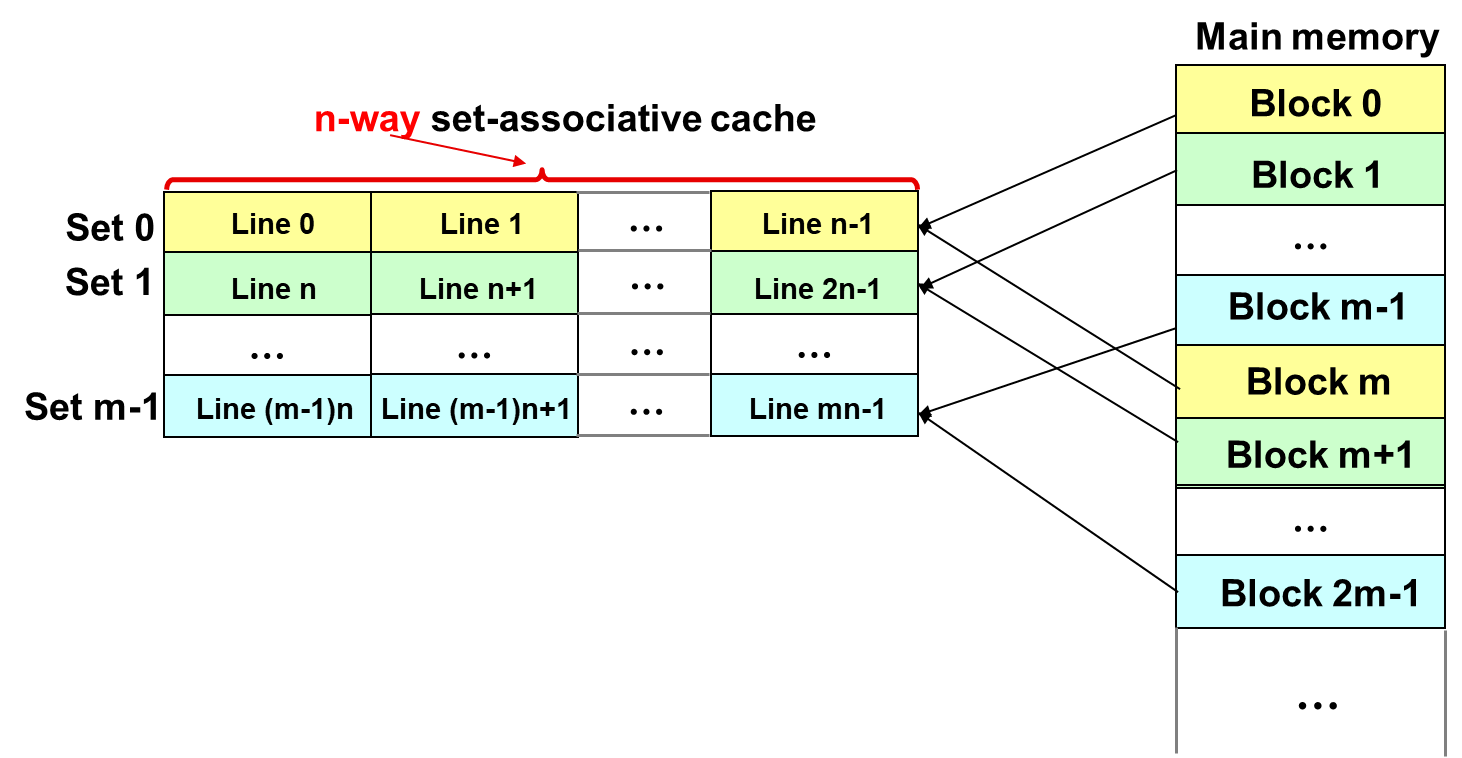 Main memory
n-way set-associative cache
Set 0 Line 0 Line 1 ... Line n-1
Set 1 Line n Line n+1 ... Line 2n-1
... ... ... ...
Set m-1 Line (m-1)n Line (m-1)n+1 ... Line mn-1
Block 0
Block 1
...
Block m-1
Block m
Block m+1
...
Block 2m-1
...